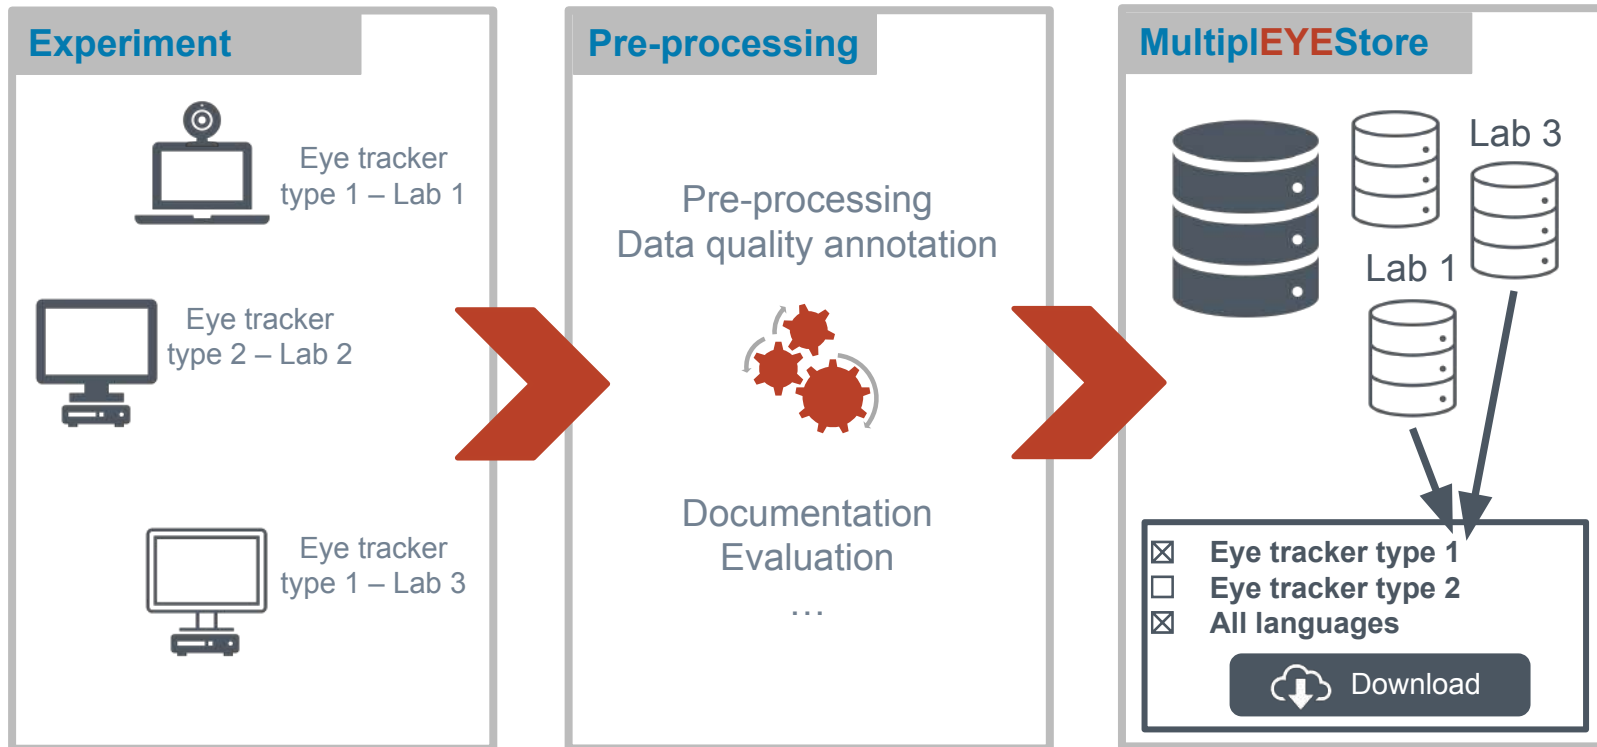 Experiment
Eye tracker
type 1 – Lab 1
Eye tracker
type 2 – Lab 2
Eye tracker
type 1 – Lab 3
Pre-processing
Pre-processing
Data quality annotation
Documentation
Evaluation
…
MultiplEYEStore
Lab 3
Lab 1
☒ Eye tracker type 1
☐ Eye tracker type 2
☒ All languages
Download